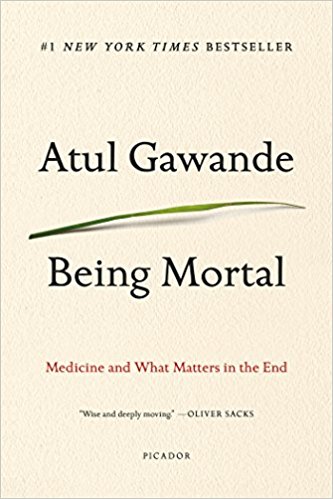 #1 NEW YORK TIMES BESTSELLER
Atul Gawande
Being Mortal
Medicine and What Matters in the End
"Wise and deeply moving." —OLIVER SACKS
PICADOR